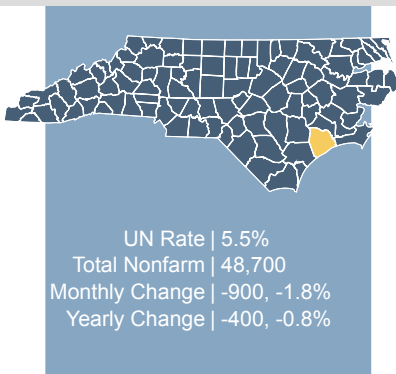 UN Rate | 5.5%
Total Nonfarm | 48,700
Monthly Change | -900, -1.8%
Yearly Change | -400, -0.8%